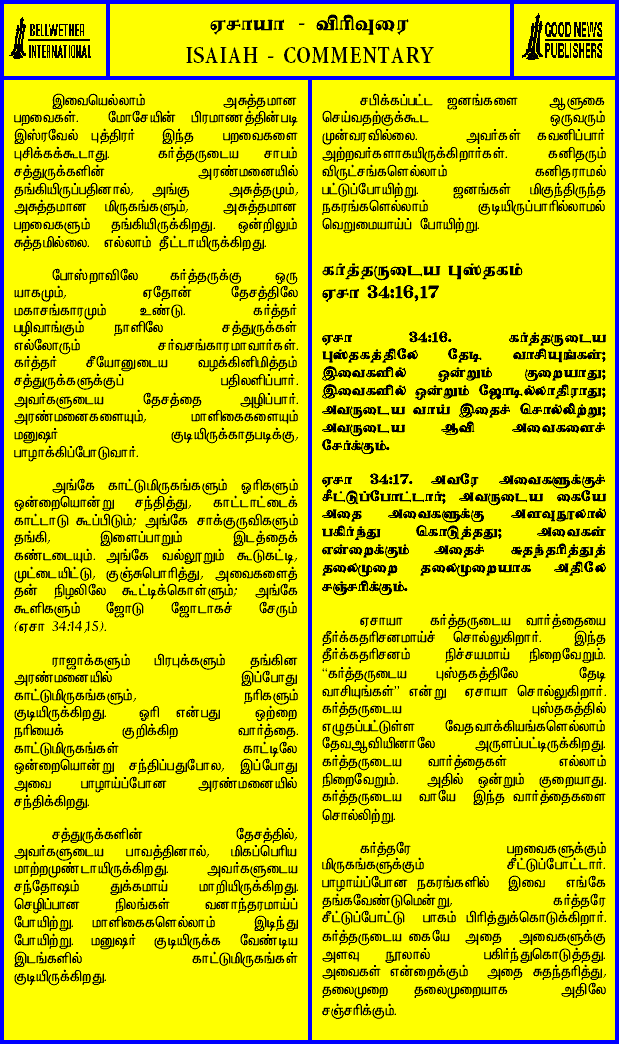 BELLWETHER
INTERNATIONAL
ஏசாயா - விரிவுரை
ISAIAH - COMMENTARY
GOOD NEWS
PUBLISHERS
இவையெல்லாம் அசுத்தமான
பறவைகள். மோசேயின் பிரமாணத்தின்படி
இஸ்ரவேல் புத்திரர் இந்த பறவைகளை
புசிக்கக்கூடாது. கர்த்தருடைய சாபம்
சத்துருக்களின் அரண்மனையில்
தங்கியிருப்பதினால், அங்கு அசுத்தமும்,
அசுத்தமான மிருகங்களும், அசுத்தமான
பறவைகளும் தங்கியிருக்கிறது. ஒன்றிலும்
சுத்தமில்லை. எல்லாம் தீட்டாயிருக்கிறது.
போஸ்றாவிலே கர்த்தருக்கு ஒரு
யாகமும், ஏதோன் தேசத்திலே
மகாசங்காரமும் உண்டு. கர்த்தர்
பழிவாங்கும் நாளிலே சத்துருக்கள்
எல்லோரும் சர்வசங்காரமாவார்கள்.
கர்த்தர் சீயோனுடைய வழக்கினிமித்தம்
சத்துருக்களுக்குப் பதிலளிப்பார்.
அவர்களுடைய தேசத்தை அழிப்பார்.
அரண்மனைகளையும், மாளிகைகளையும்
மனுஷர் குடியிருக்காதபடிக்கு,
பாழாக்கிப்போடுவார்.
அங்கே காட்டுமிருகங்களும் ஓரிகளும்
ஒன்றையொன்று சந்தித்து, காட்டாட்டைக்
காட்டாடு கூப்பிடும்; அங்கே சாக்குருவிகளும்
தங்கி, இளைப்பாறும் இடத்தைக்
கண்டடையும். அங்கே வல்லூறும் கூடுகட்டி,
முட்டையிட்டு, குஞ்சுபொரித்து, அவைகளைத்
தன் நிழலிலே கூட்டிக்கொள்ளும்; அங்கே
கூளிகளும் ஜோடு ஜோடாகச் சேரும்
(ஏசா 34:14,15).
ராஜாக்களும் பிரபுக்களும் தங்கின
அரண்மனையில் இப்போது
காட்டுமிருகங்களும், நரிகளும்
குடியிருக்கிறது. ஓரி என்பது ஒற்றை
நரியைக் குறிக்கிற வார்த்தை.
காட்டுமிருகங்கள் காட்டிலே
ஒன்றையொன்று சந்திப்பதுபோல, இப்போது
அவை பாழாய்ப்போன அரண்மனையில்
சந்திக்கிறது.
சத்துருக்களின் தேசத்தில்,
அவர்களுடைய பாவத்தினால், மிகப்பெரிய
மாற்றமுண்டாயிருக்கிறது. அவர்களுடைய
சந்தோஷம் துக்கமாய் மாறியிருக்கிறது.
செழிப்பான நிலங்கள் வனாந்தரமாய்ப்
போயிற்று. மாளிகைகளெல்லாம் இடிந்து
போயிற்று. மனுஷர் குடியிருக்க வேண்டிய
இடங்களில் காட்டுமிருகங்கள்
குடியிருக்கிறது.
சபிக்கப்பட்ட ஜனங்களை ஆளுகை
செய்வதற்குக்கூட ஒருவரும்
முன்வரவில்லை. அவர்கள் கவனிப்பார்
அற்றவர்களாகயிருக்கிறார்கள். கனிதரும்
விருட்சங்களெல்லாம் கனிதராமல்
பட்டுப்போயிற்று. ஜனங்கள் மிகுந்திருந்த
நகரங்களெல்லாம் குடியிருப்பாரில்லாமல்
வெறுமையாய்ப் போயிற்று.
கர்த்தருடைய புஸ்தகம்
ஏசா 34:16,17
ஏசா 34:16. கர்த்தருடைய
புஸ்தகத்திலே தேடி வாசியுங்கள்;
இவைகளில் ஒன்றும் குறையாது;
இவைகளில் ஒன்றும் ஜோடில்லாதிராது;
அவருடைய வாய் இதைச் சொல்லிற்று;
அவருடைய ஆவி அவைகளைச்
சேர்க்கும்.
ஏசா 34:17. அவரே அவைகளுக்குச்
சீட்டுப்போட்டார்; அவருடைய கையே
அதை அவைகளுக்கு அளவுநூலால்
பகிர்ந்து கொடுத்தது; அவைகள்
என்றைக்கும் அதைச் சுதந்தரித்துத்
தலைமுறை தலைமுறையாக அதிலே
சஞ்சரிக்கும்.
ஏசாயா கர்த்தருடைய வார்த்தையை
தீர்க்கதரிசனமாய்ச் சொல்லுகிறார். இந்த
தீர்க்கதரிசனம் நிச்சயமாய் நிறைவேறும்.
“கர்த்தருடைய புஸ்தகத்திலே தேடி
வாசியுங்கள்” என்று ஏசாயா சொல்லுகிறார்.
கர்த்தருடைய புஸ்தகத்தில்
எழுதப்பட்டுள்ள வேதவாக்கியங்களெல்லாம்
தேவஆவியினாலே அருளப்பட்டிருக்கிறது.
கர்த்தருடைய வார்த்தைகள் எல்லாம்
நிறைவேறும். அதில் ஒன்றும் குறையாது.
கர்த்தருடைய வாயே இந்த வார்த்தைகளை
சொல்லிற்று.
கர்த்தரே பறவைகளுக்கும்
மிருகங்களுக்கும் சீட்டுப்போட்டார்.
பாழாய்ப்போன நகரங்களில் இவை எங்கே
தங்கவேண்டுமென்று, கர்த்தரே
சீட்டுப்போட்டு பாகம் பிரித்துக்கொடுக்கிறார்.
கர்த்தருடைய கையே அதை அவைகளுக்கு
அளவு நூலால் பகிர்ந்துகொடுத்தது.
அவைகள் என்றைக்கும் அதை சுதந்தரித்து,
தலைமுறை தலைமுறையாக அதிலே
சஞ்சரிக்கும்.